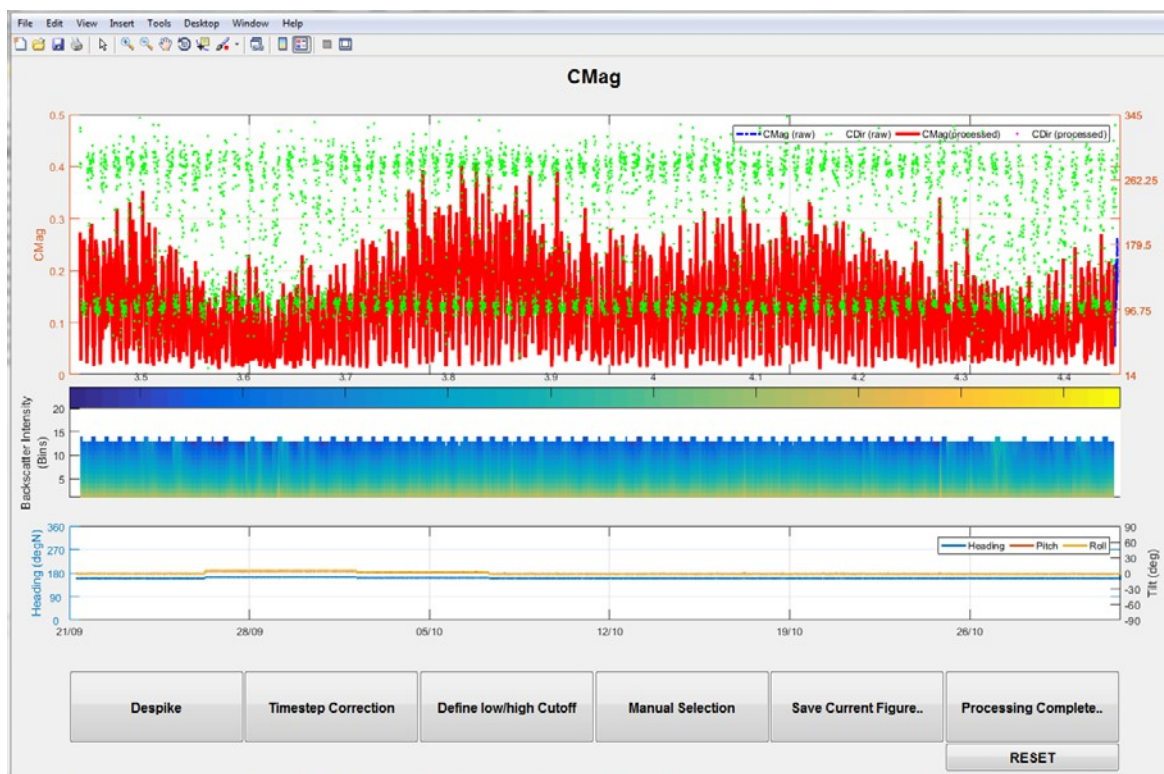 File Edit View Insert Tools Desktop Window Help
CMag
0.5 345
CMag (raw) CDir (raw) CMag(processed) CDir (processed)
0.4
262.25
0.3
CMag
179.5
0.2
96.75
0.1
0 14
3.5 3.6 3.7 3.8 3.9 4 4.1 4.2 4.3 4.4
Backscatter Intensity
(Bins)
20
15
10
5
Heading (degN)
360 90
Heading Pitch Roll
60
270 30
180 0
-30
90
-60
0 -90
Tilt (deg)
21/09 28/09 05/10 12/10 19/10 26/10
Despike Timestep Correction Define low/high Cutoff Manual Selection Save Current Figure.. Processing Complete..
RESET